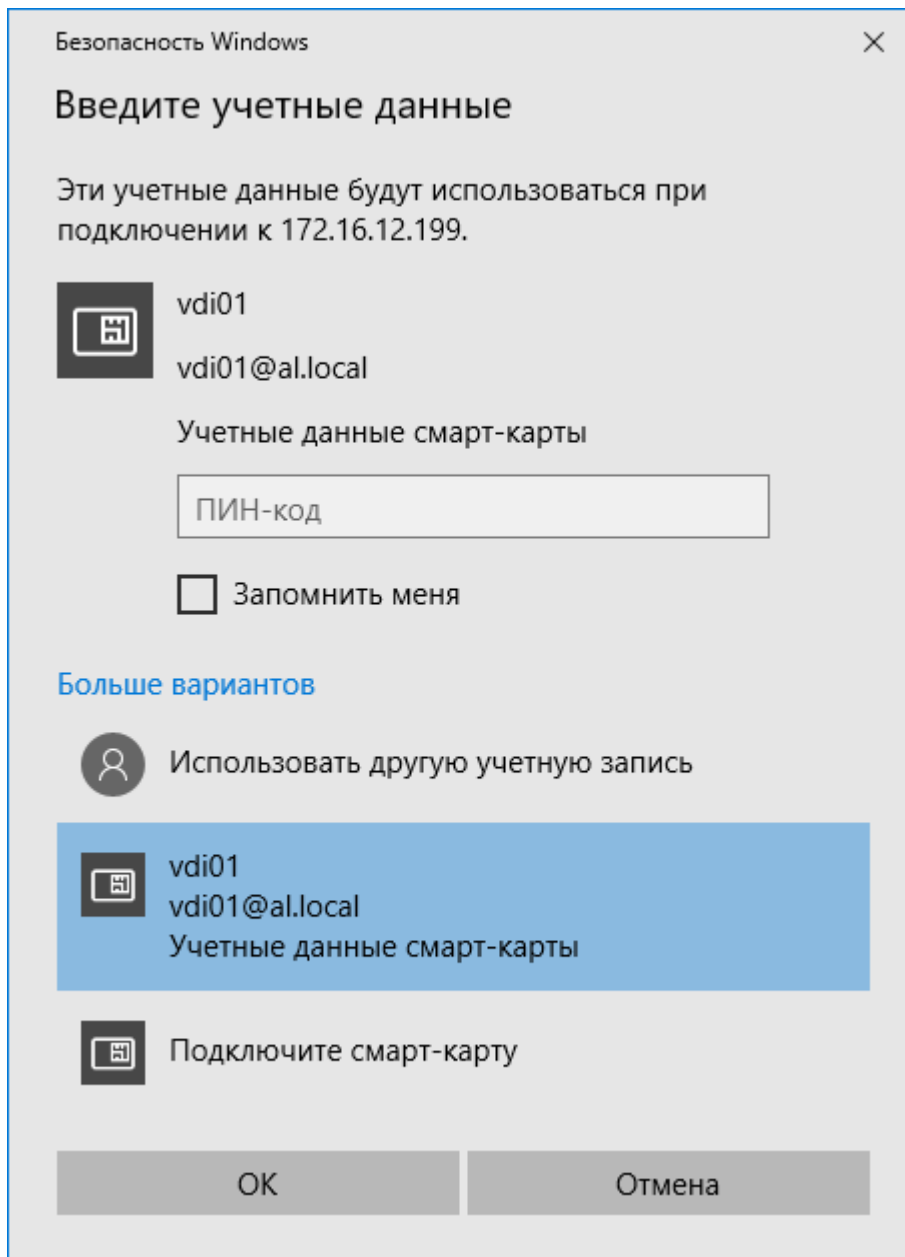 Безопасность Windows
Введите учетные данные
Эти учетные данные будут использоваться при
подключении к 172.16.12.199.
vdi01
vdi01@al.local
Учетные данные смарт-карты
ПИН-код
Запомнить меня
Больше вариантов
Использовать другую учетную запись
vdi01
vdi01@al.local
Учетные данные смарт-карты
Подключите смарт-карту
ОК
Отмена